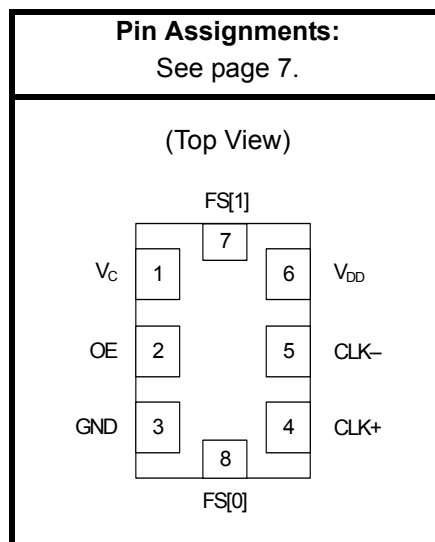 Pin Assignments:
See page 7.
(Top View)
FS[1]
7
VC 1 6 VDD
OE 2 5 CLK–
GND 3 4 CLK+
8
FS[0]